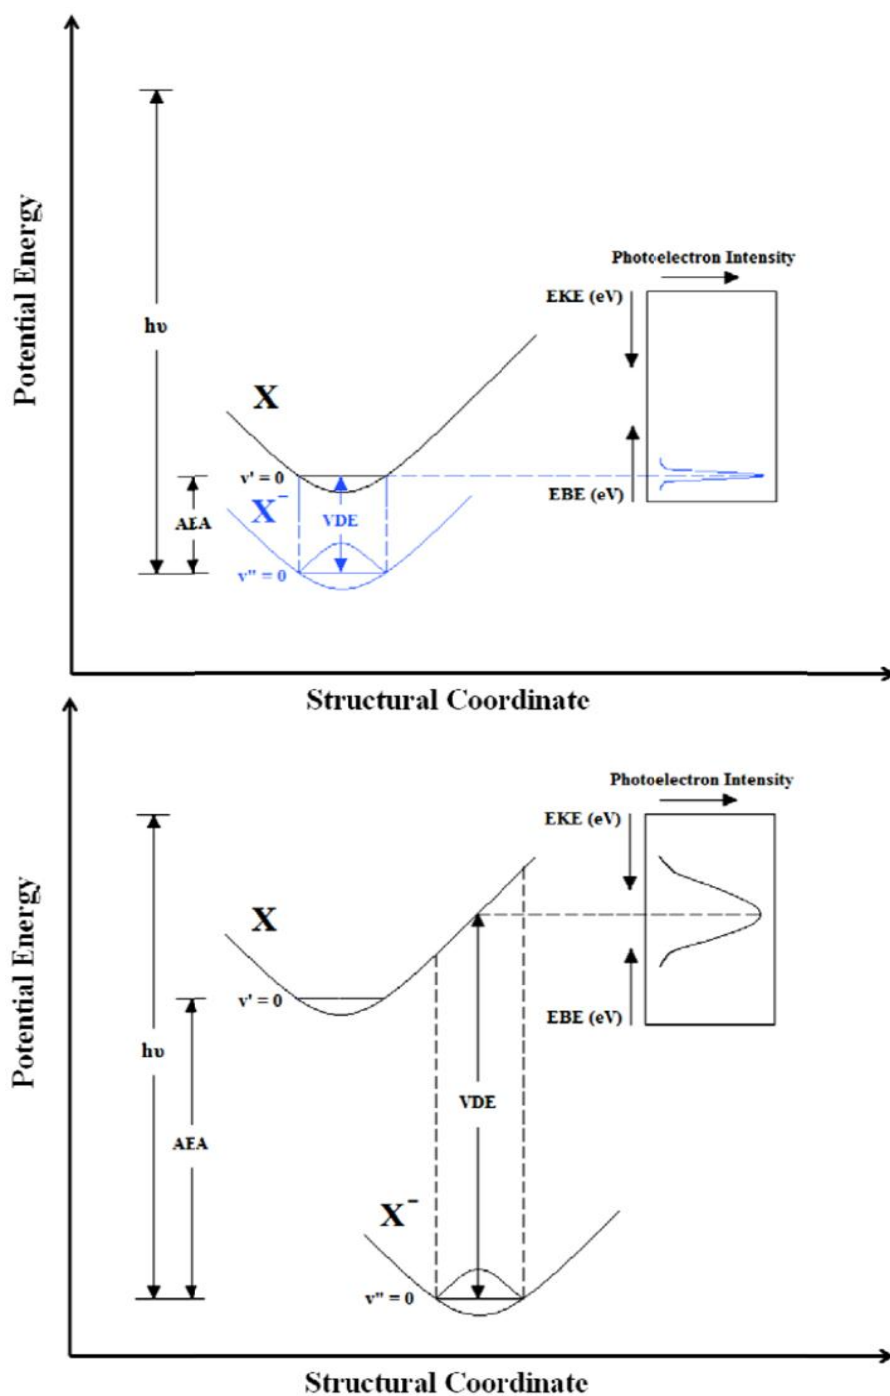 Potential Energy
hυ
AEA
X
v' = 0
X⁻
VDE
v" = 0
Photoelectron Intensity
EKE (eV)
EBE (eV)
Structural Coordinate
Potential Energy
hυ
AEA
X
v' = 0
VDE
X⁻
v" = 0
Photoelectron Intensity
EKE (eV)
EBE (eV)
Structural Coordinate